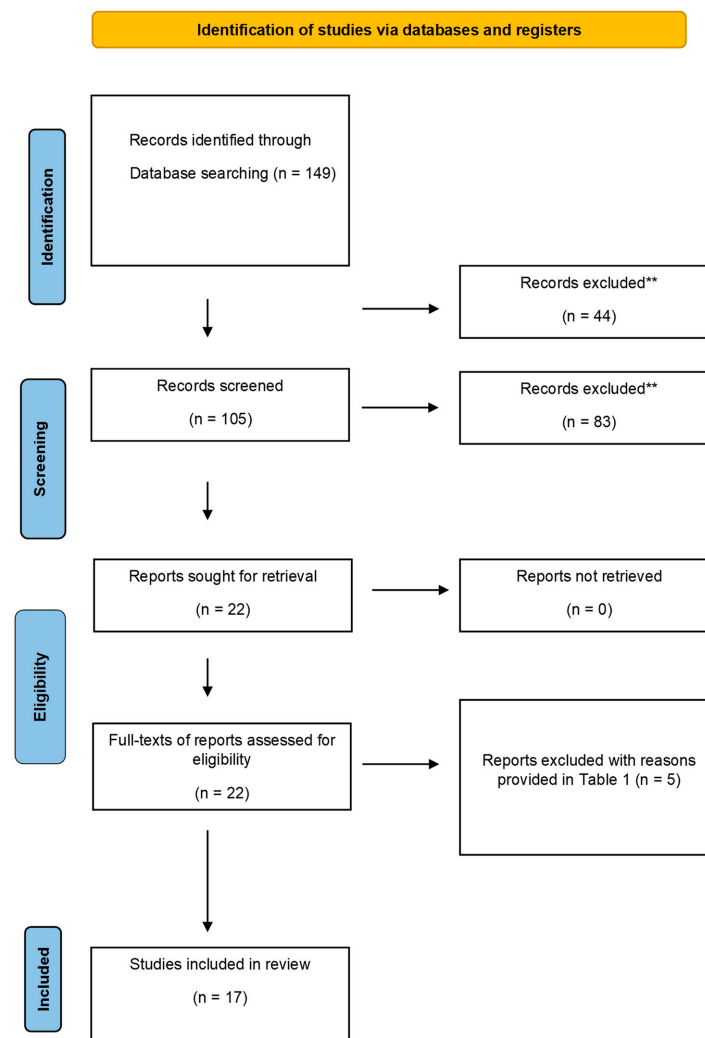 Identification of studies via databases and registers
Identification
Records identified through
Database searching (n = 149)
Records excluded**
(n = 44)
Screening
Records screened
(n = 105)
Records excluded**
(n = 83)
Reports sought for retrieval
(n = 22)
Reports not retrieved
(n = 0)
Eligibility
Full-texts of reports assessed for
eligibility
(n = 22)
Reports excluded with reasons
provided in Table 1 (n = 5)
Included
Studies included in review
(n = 17)